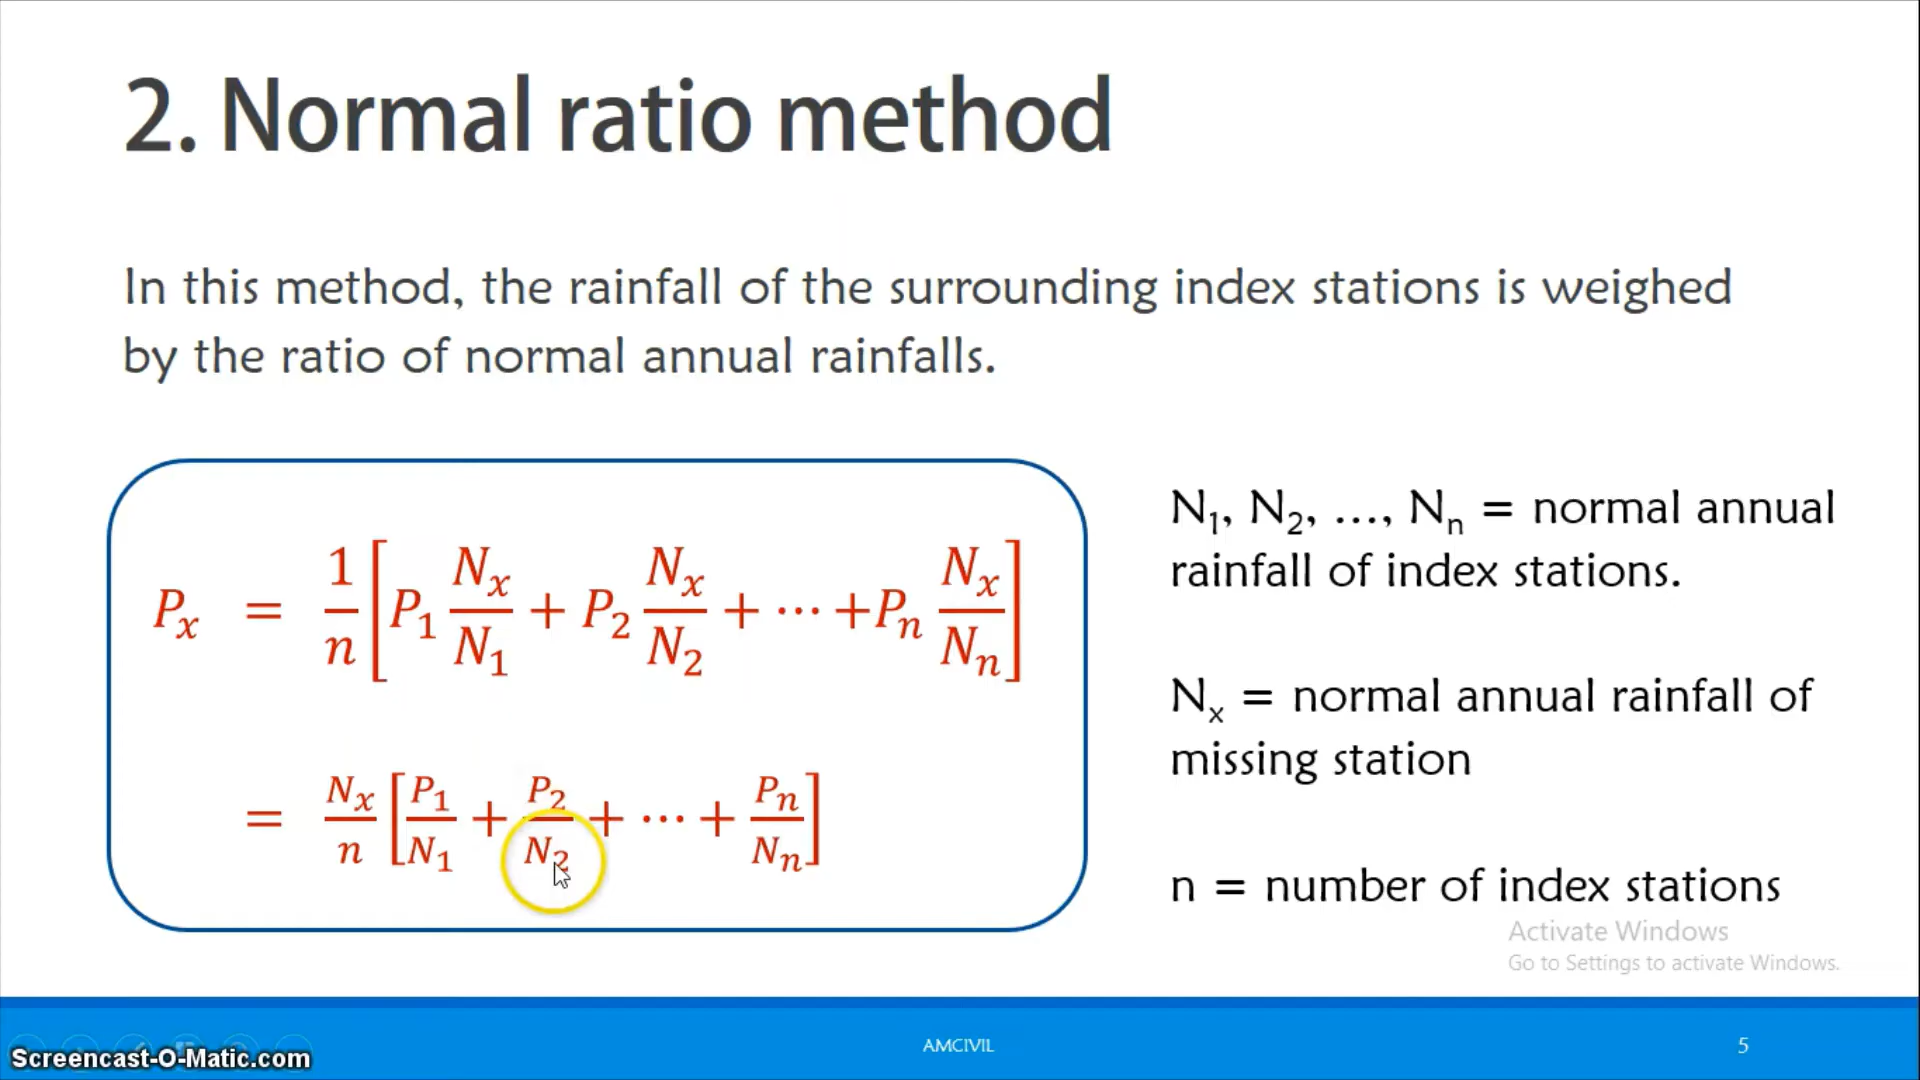 2. Normal ratio method
In this method, the rainfall of the surrounding index stations is weighed
by the ratio of normal annual rainfalls.
Pₓ = 1/n [P₁ Nₓ/N₁ + P₂ Nₓ/N₂ + ⋯ + Pₙ Nₓ/Nₙ]
= Nₓ/n [P₁/N₁ + P₂/N₂ + ⋯ + Pₙ/Nₙ]
N₁, N₂, ..., Nₙ = normal annual
rainfall of index stations.
Nₓ = normal annual rainfall of
missing station
n = number of index stations
Activate Windows
Go to Settings to activate Windows.
Screencast-O-Matic.com
AMCIVIL
5